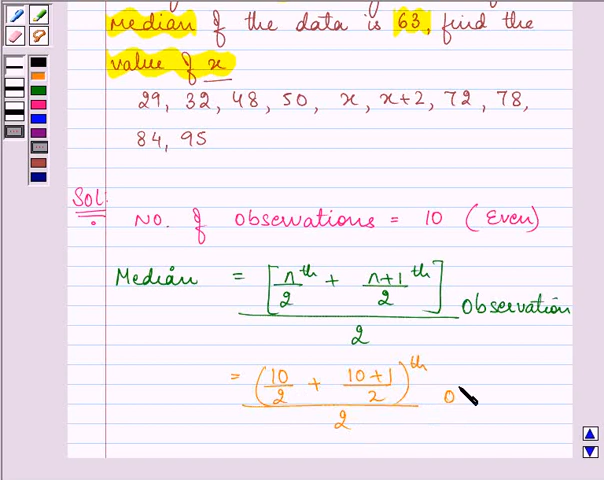 median of the data is 63, find the
value of x
29, 32, 48, 50, x, x+2, 72, 78,
84, 95
Sol:
No. of observations = 10 (Even)
Median = [n/2 th + n+1/2 th] / 2 Observation
= (10/2 + 10+1/2)th / 2 o